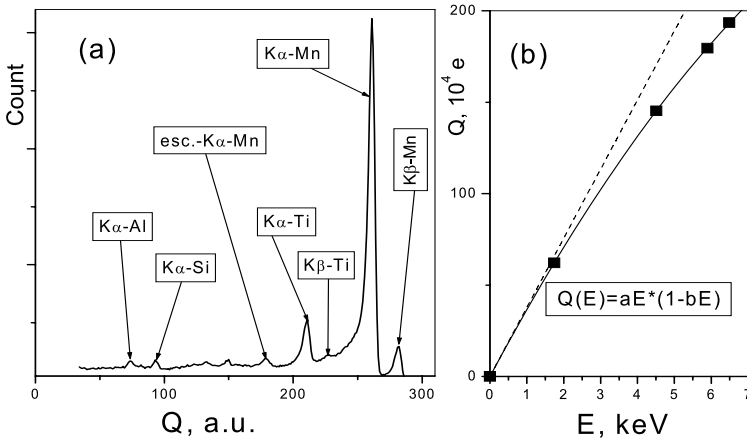 (a)
Kα-Mn
esc.-Kα-Mn
Kβ-Mn
Kα-Al
Kα-Ti
Kα-Si
Kβ-Ti
Count
0
100
200
300
Q, a.u.
(b)
200
100
0
Q, 10⁴ e
Q(E)=aE*(1-bE)
0 1 2 3 4 5 6 7
E, keV